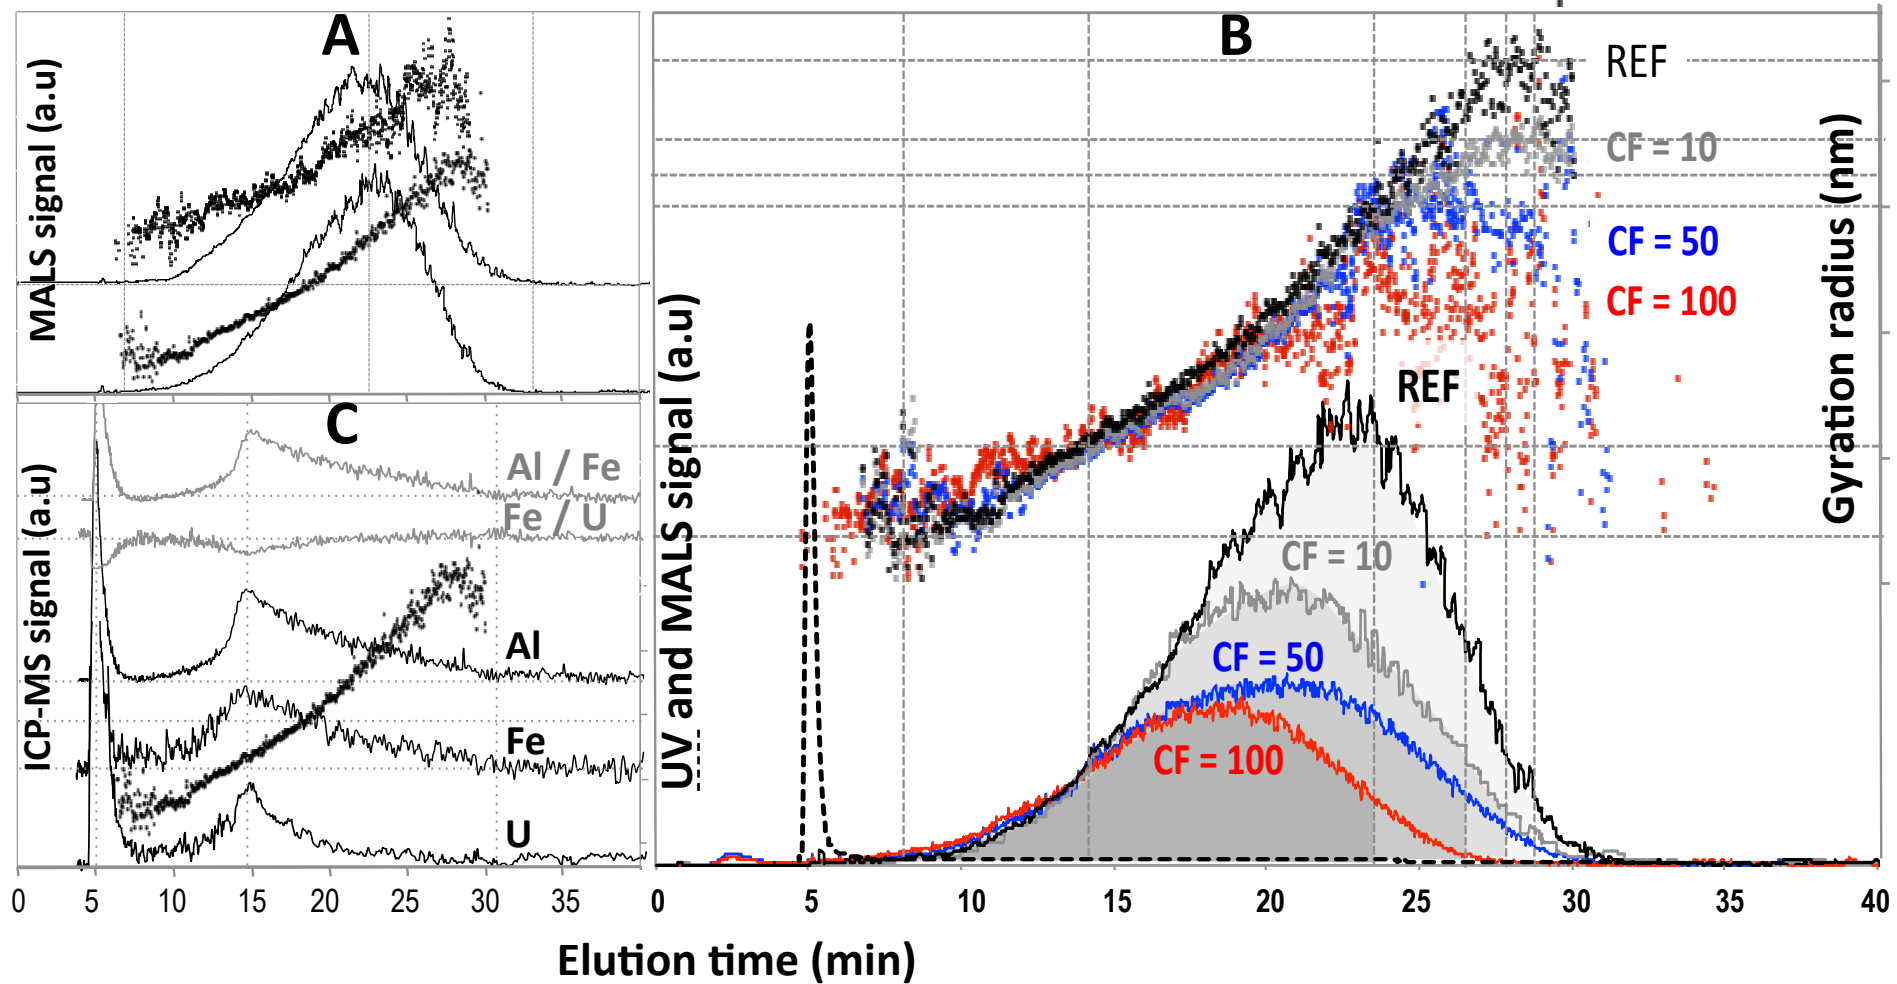 A
MALS signal (a.u)
C
Al / Fe
Fe / U
Al
Fe
U
ICP-MS signal (a.u)
0 5 10 15 20 25 30 35
B
REF
CF = 10
CF = 50
CF = 100
REF
CF = 10
CF = 50
CF = 100
UV and MALS signal (a.u)
Gyration radius (nm)
0 5 10 15 20 25 30 35 40
Elution time (min)